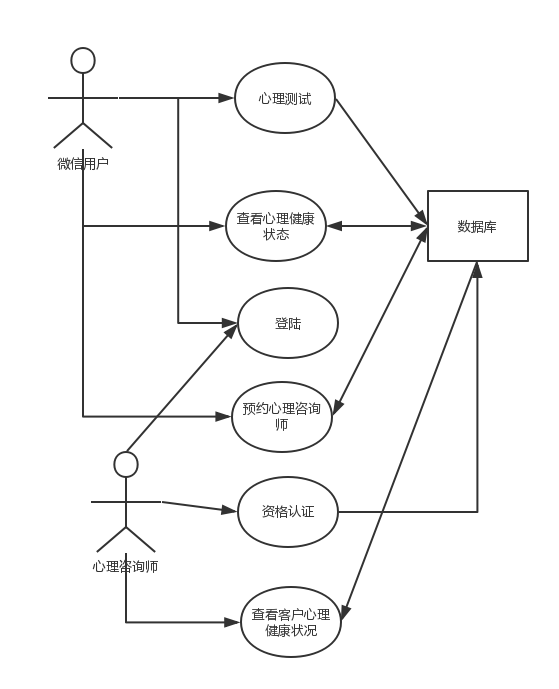 心理测试
微信用户
查看心理健康
状态
数据库
登陆
预约心理咨询
师
资格认证
心理咨询师
查看客户心理
健康状况